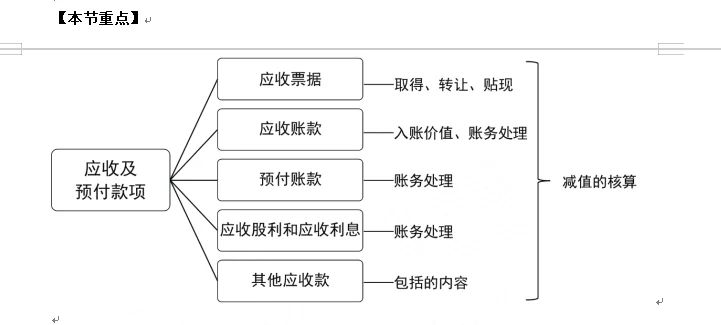 【本节重点】
应收及
预付款项
应收票据
取得、转让、贴现
应收账款
入账价值、账务处理
预付账款
账务处理
应收股利和应收利息
账务处理
其他应收款
包括的内容
减值的核算